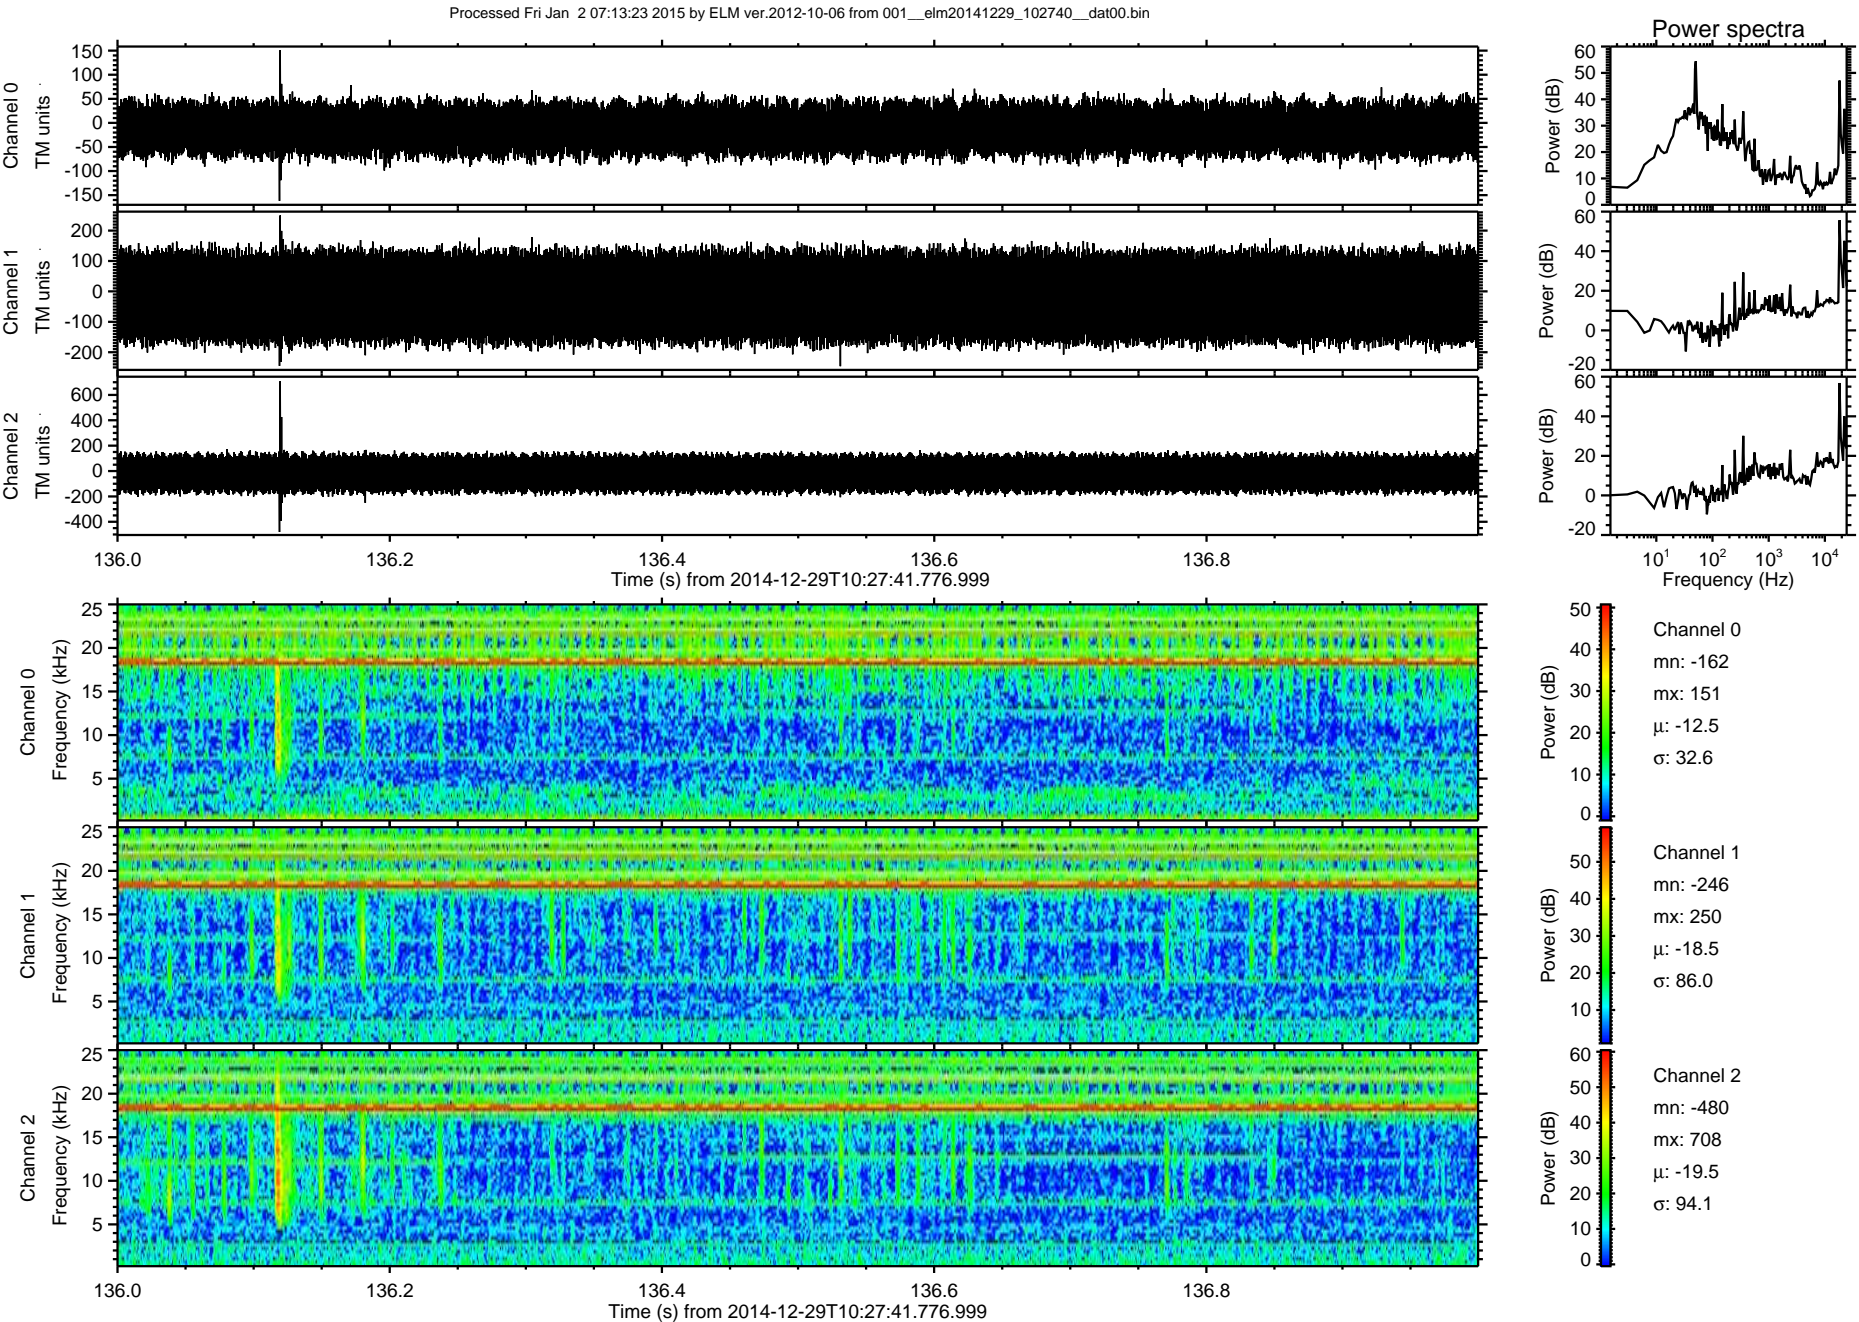 Processed Fri Jan  2 07:13:23 2015 by ELM ver.2012-10-06 from 001__elm20141229_102740__dat00.bin
Power spectra
Channel 0
TM units
150
100
50
0
-50
-100
-150
Power (dB)
60
50
40
30
20
10
0
Channel 1
TM units
200
100
0
-100
-200
Power (dB)
60
40
20
0
-20
Channel 2
TM units
600
400
200
0
-200
-400
Power (dB)
60
40
20
0
-20
136.0 136.2 136.4 136.6 136.8
Time (s) from 2014-12-29T10:27:41.776.999
10¹ 10² 10³ 10⁴
Frequency (Hz)
Channel 0
Frequency (kHz)
25
20
15
10
5
Power (dB)
50
40
30
20
10
0
Channel 0
mn: -162
mx: 151
μ: -12.5
σ: 32.6
Channel 1
Frequency (kHz)
25
20
15
10
5
Power (dB)
50
40
30
20
10
Channel 1
mn: -246
mx: 250
μ: -18.5
σ: 86.0
Channel 2
Frequency (kHz)
25
20
15
10
5
Power (dB)
60
50
40
30
20
10
0
Channel 2
mn: -480
mx: 708
μ: -19.5
σ: 94.1
136.0 136.2 136.4 136.6 136.8
Time (s) from 2014-12-29T10:27:41.776.999